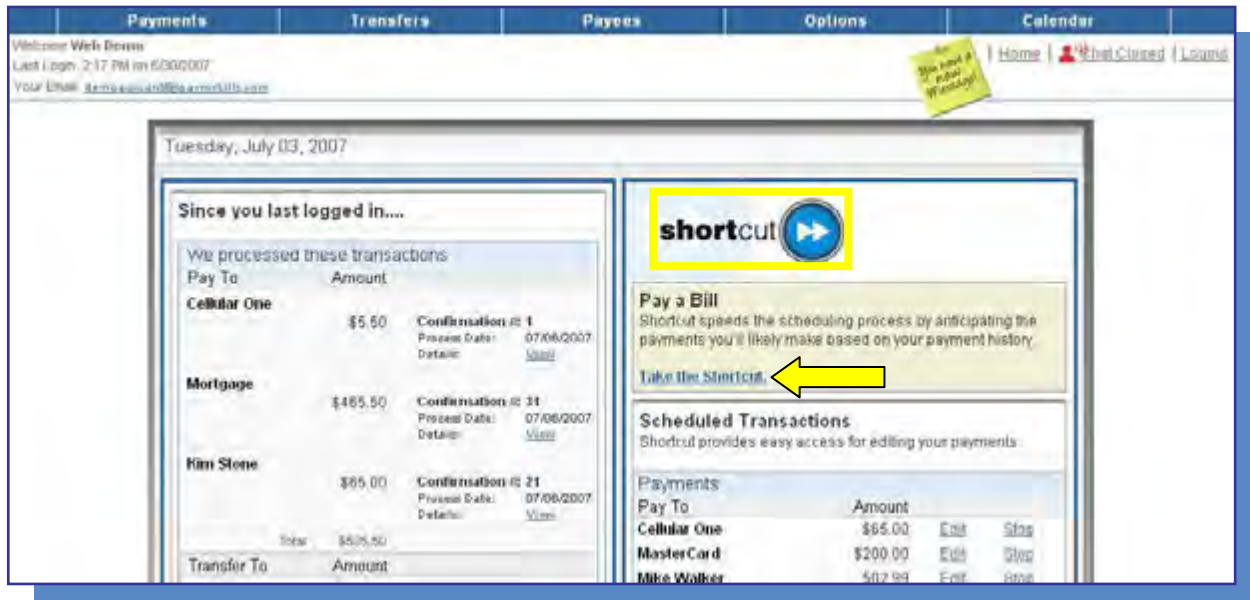 Payments Transfers Payees Options Calendar
Welcome Web Demo
Last Login: 2:17 PM on 6/30/2007
Your Email:
You have a new Message!
| Home | Chat Closed | Logout
Tuesday, July 03, 2007
Since you last logged in....
We processed these transactions
Pay To Amount
Cellular One
$5.50 Confirmation #: 1
Process Date: 07/06/2007
Details: View
Mortgage
$465.50 Confirmation #: 31
Process Date: 07/06/2007
Details: View
Kim Stone
$65.00 Confirmation #: 21
Process Date: 07/06/2007
Details: View
Total
Transfer To Amount
shortcut
Pay a Bill
Shortcut speeds the scheduling process by anticipating the
payments you'll likely make based on your payment history.
Take the Shortcut.
Scheduled Transactions
Shortcut provides easy access for editing your payments
Payments
Pay To Amount
Cellular One $65.00 Edit Stop
MasterCard $200.00 Edit Stop
Mike Walker Edit Stop